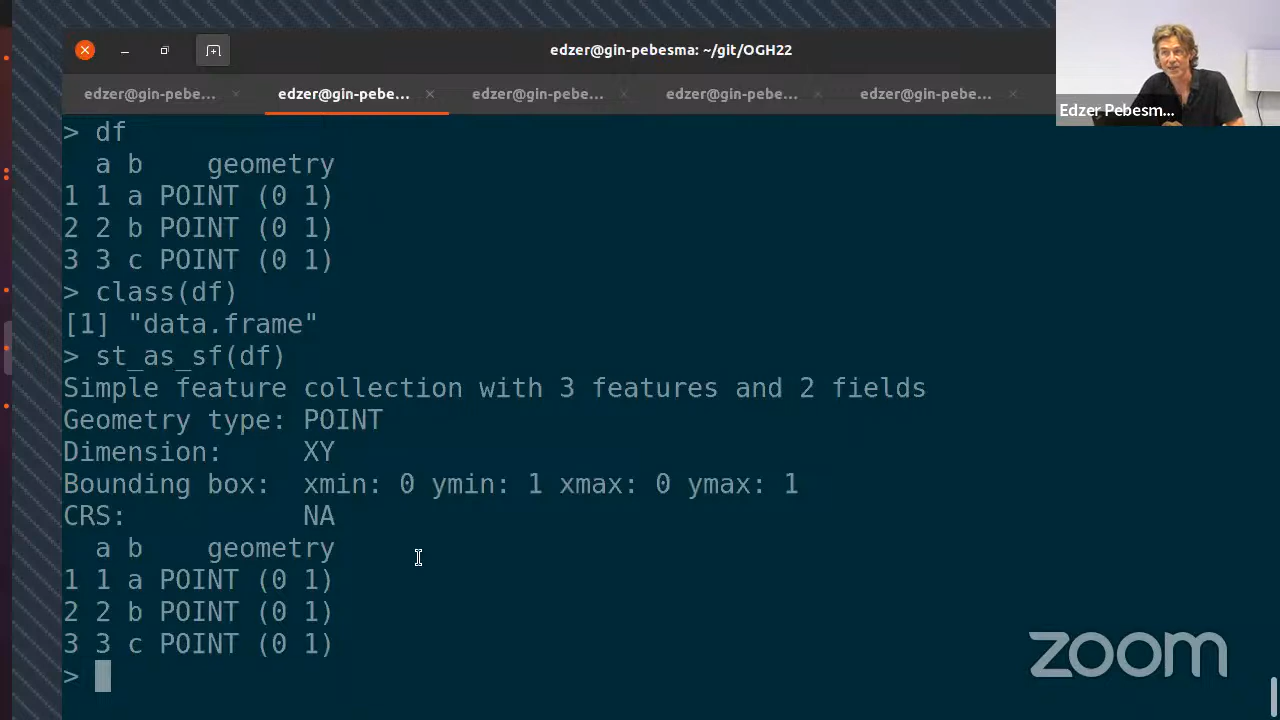 edzer@gin-pebesma: ~/git/OGH22
edzer@gin-pebe... edzer@gin-pebe... edzer@gin-pebe... edzer@gin-pebe... edzer@gin-pebe...
Edzer Pebesm...
> df
  a b    geometry
1 1 a POINT (0 1)
2 2 b POINT (0 1)
3 3 c POINT (0 1)
> class(df)
[1] "data.frame"
> st_as_sf(df)
Simple feature collection with 3 features and 2 fields
Geometry type: POINT
Dimension:     XY
Bounding box:  xmin: 0 ymin: 1 xmax: 0 ymax: 1
CRS:           NA
  a b    geometry
1 1 a POINT (0 1)
2 2 b POINT (0 1)
3 3 c POINT (0 1)
>
zoom